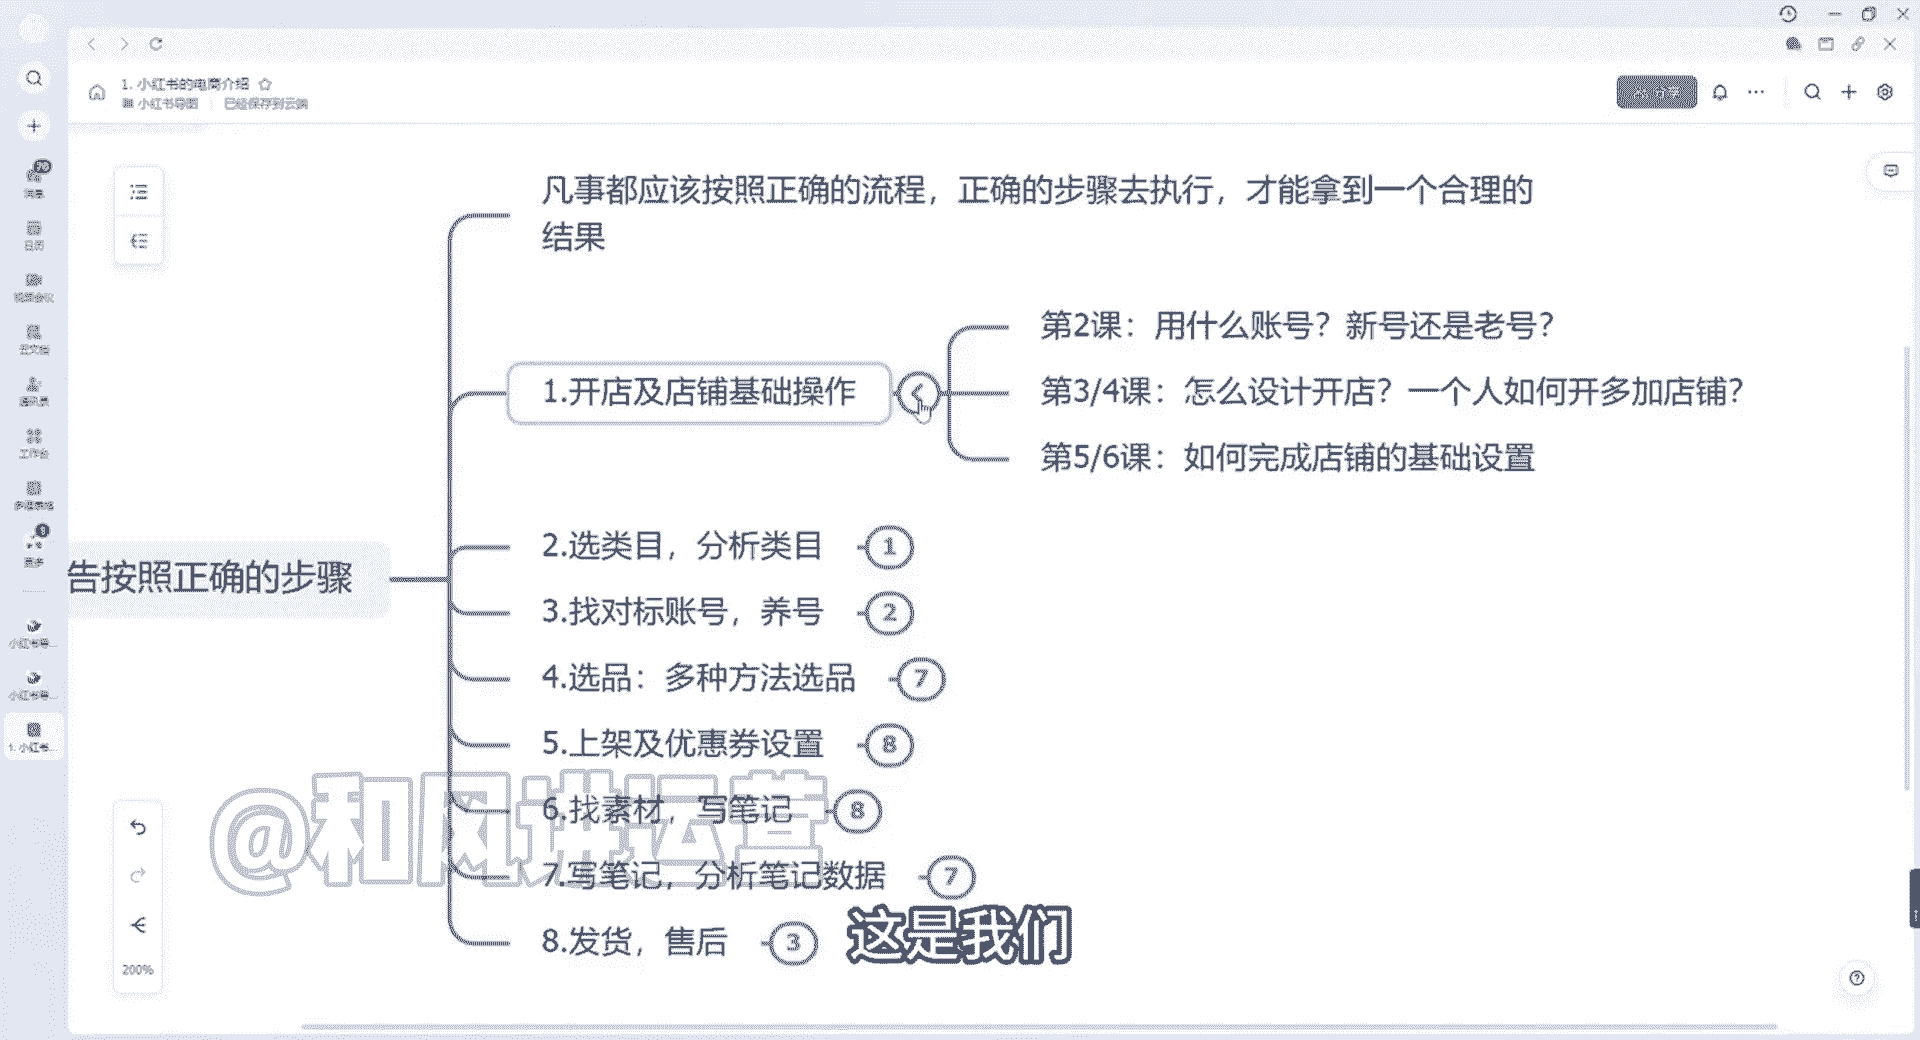 1. 小红书的电商介绍
小红书导图
已经保存到云端
分享
消息
日历
视频会议
云文档
通讯录
工作台
多维表格
更多
小红书导...
小红书导...
1. 小红书...
凡事都应该按照正确的流程，正确的步骤去执行，才能拿到一个合理的
结果
1.开店及店铺基础操作
第2课：用什么账号？新号还是老号？
第3/4课：怎么设计开店？一个人如何开多加店铺？
第5/6课：如何完成店铺的基础设置
告按照正确的步骤
2.选类目，分析类目 1
3.找对标账号，养号 2
4.选品：多种方法选品 7
5.上架及优惠券设置 8
6.找素材，写笔记 8
7.写笔记，分析笔记数据 7
8.发货，售后 3
@和风讲运营
这是我们
200%